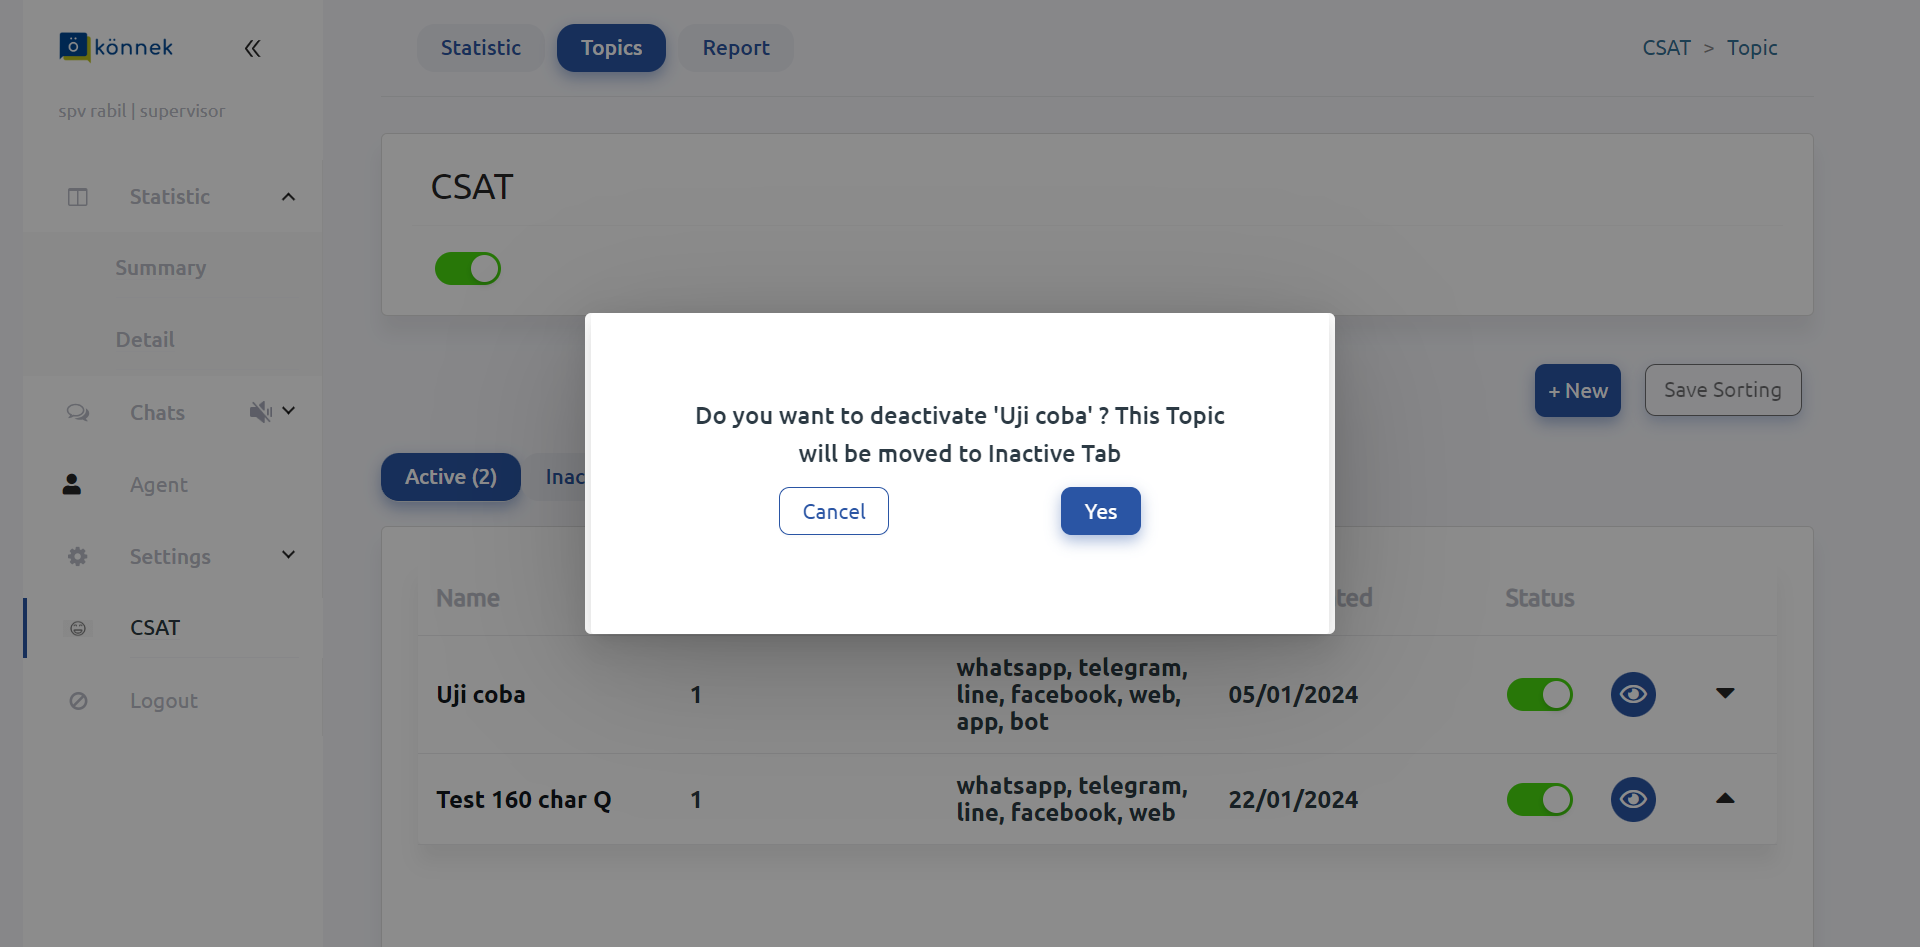 könnek
spv rabil | supervisor
Statistic
Summary
Detail
Chats
Agent
Settings
CSAT
Logout
Statistic
Topics
Report
CSAT > Topic
CSAT
+ New
Save Sorting
Active (2)
Inac
Do you want to deactivate 'Uji coba' ? This Topic
will be moved to Inactive Tab
Cancel
Yes
Name
ted
Status
Uji coba
1
whatsapp, telegram,
line, facebook, web,
app, bot
05/01/2024
Test 160 char Q
1
whatsapp, telegram,
line, facebook, web
22/01/2024